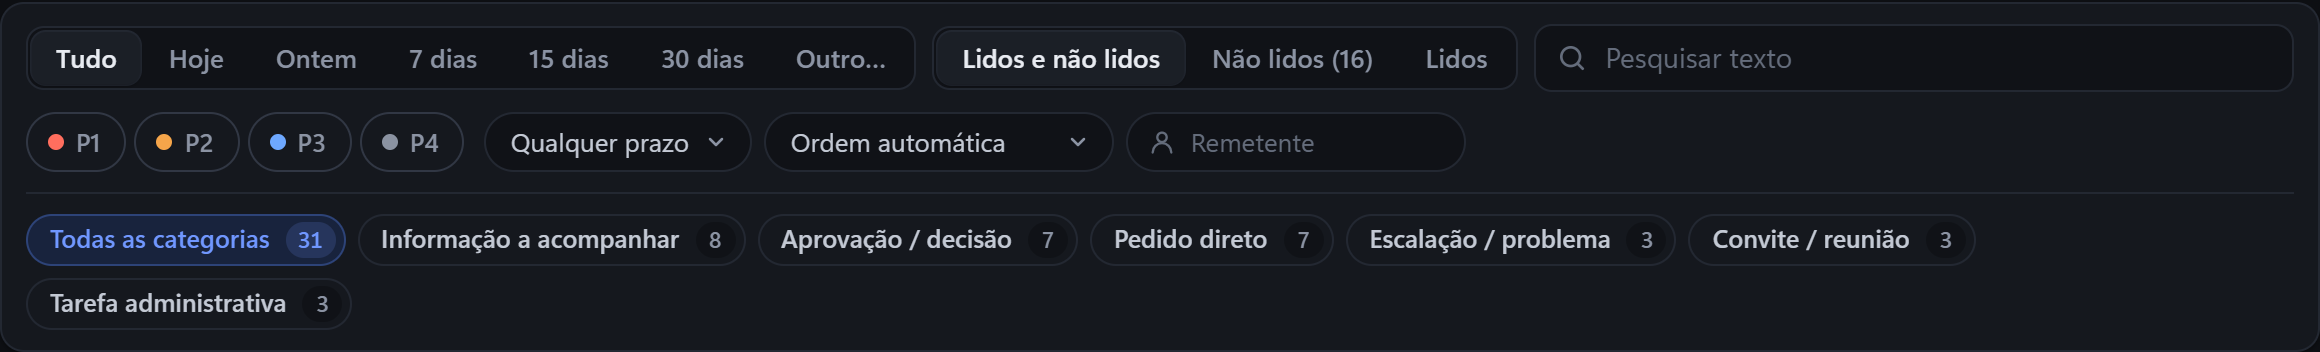 Tudo Hoje Ontem 7 dias 15 dias 30 dias Outro... Lidos e não lidos Não lidos (16) Lidos Pesquisar texto
P1 P2 P3 P4 Qualquer prazo Ordem automática Remetente
Todas as categorias 31 Informação a acompanhar 8 Aprovação / decisão 7 Pedido direto 7 Escalação / problema 3 Convite / reunião 3
Tarefa administrativa 3